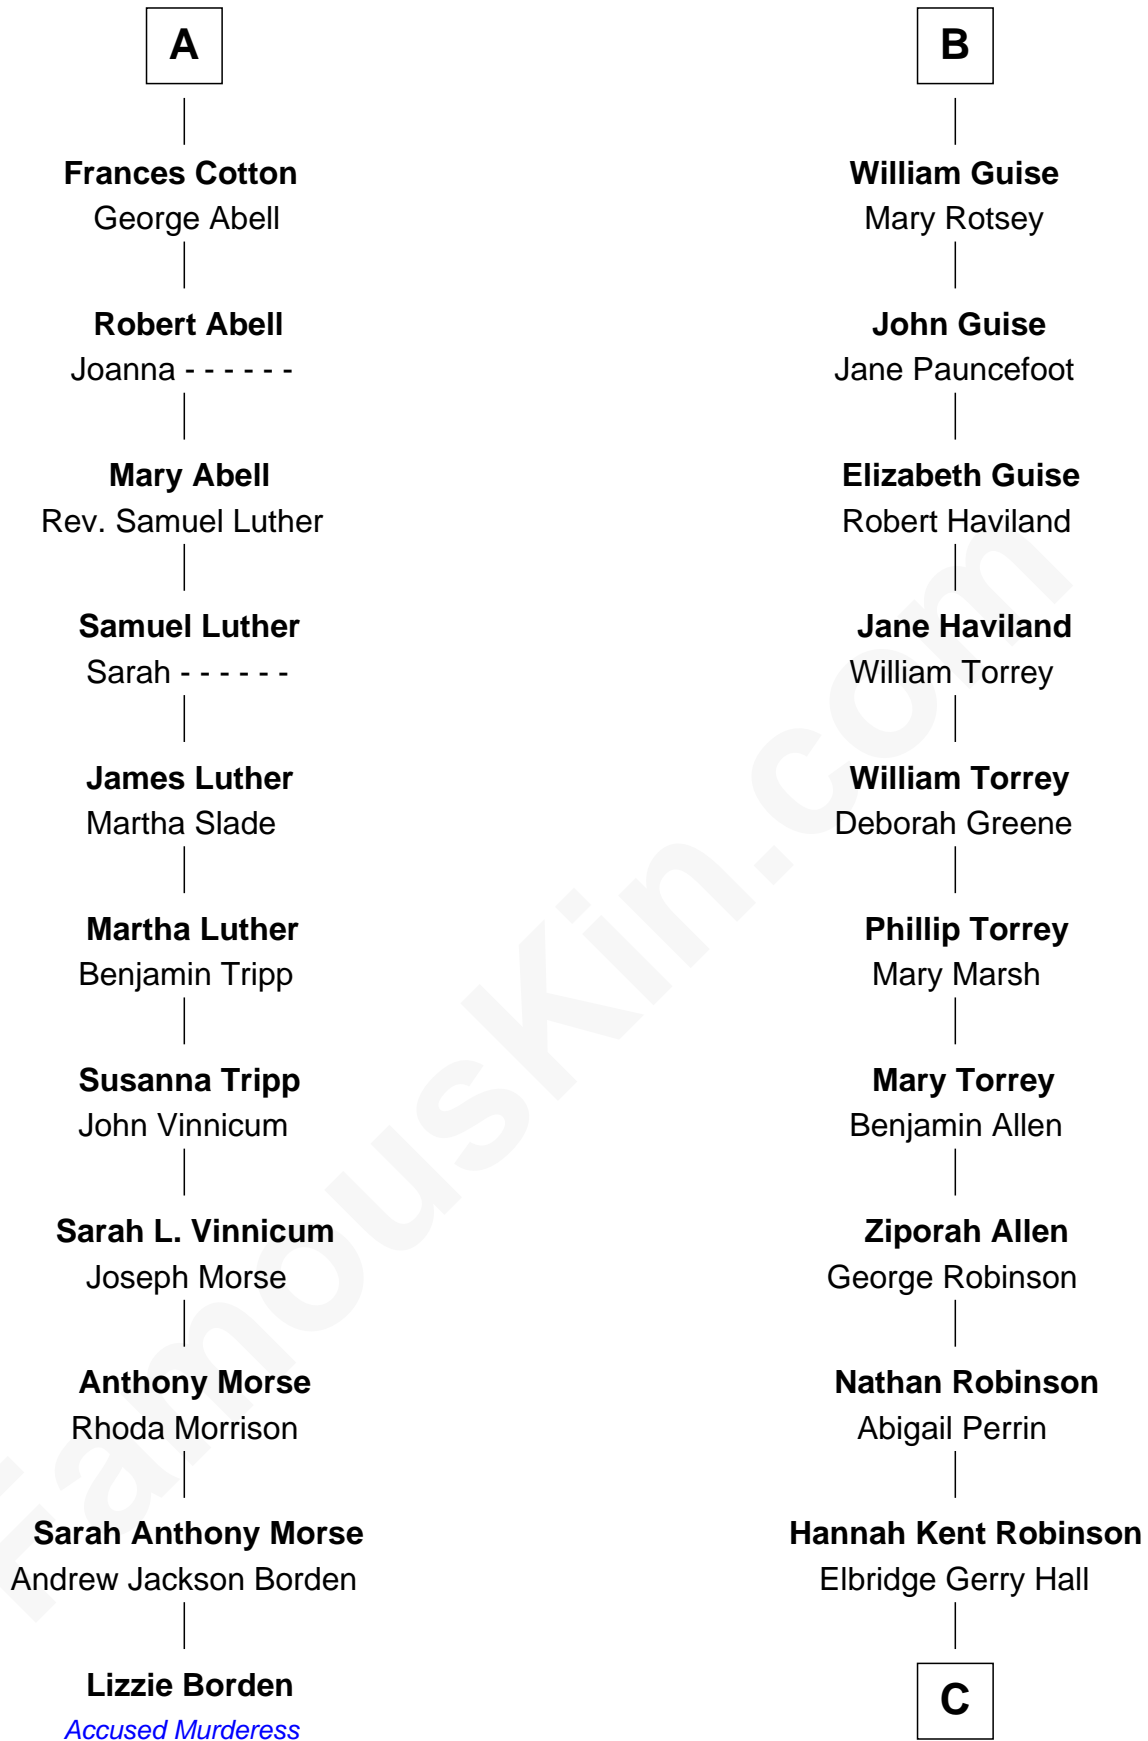 A
Frances Cotton
George Abell
Robert Abell
Joanna - - - - - -
Mary Abell
Rev. Samuel Luther
Samuel Luther
Sarah - - - - - -
James Luther
Martha Slade
Martha Luther
Benjamin Tripp
Susanna Tripp
John Vinnicum
Sarah L. Vinnicum
Joseph Morse
Anthony Morse
Rhoda Morrison
Sarah Anthony Morse
Andrew Jackson Borden
Lizzie Borden
Accused Murderess
B
William Guise
Mary Rotsey
John Guise
Jane Pauncefoot
Elizabeth Guise
Robert Haviland
Jane Haviland
William Torrey
William Torrey
Deborah Greene
Phillip Torrey
Mary Marsh
Mary Torrey
Benjamin Allen
Ziporah Allen
George Robinson
Nathan Robinson
Abigail Perrin
Hannah Kent Robinson
Elbridge Gerry Hall
C
FamousKin.com